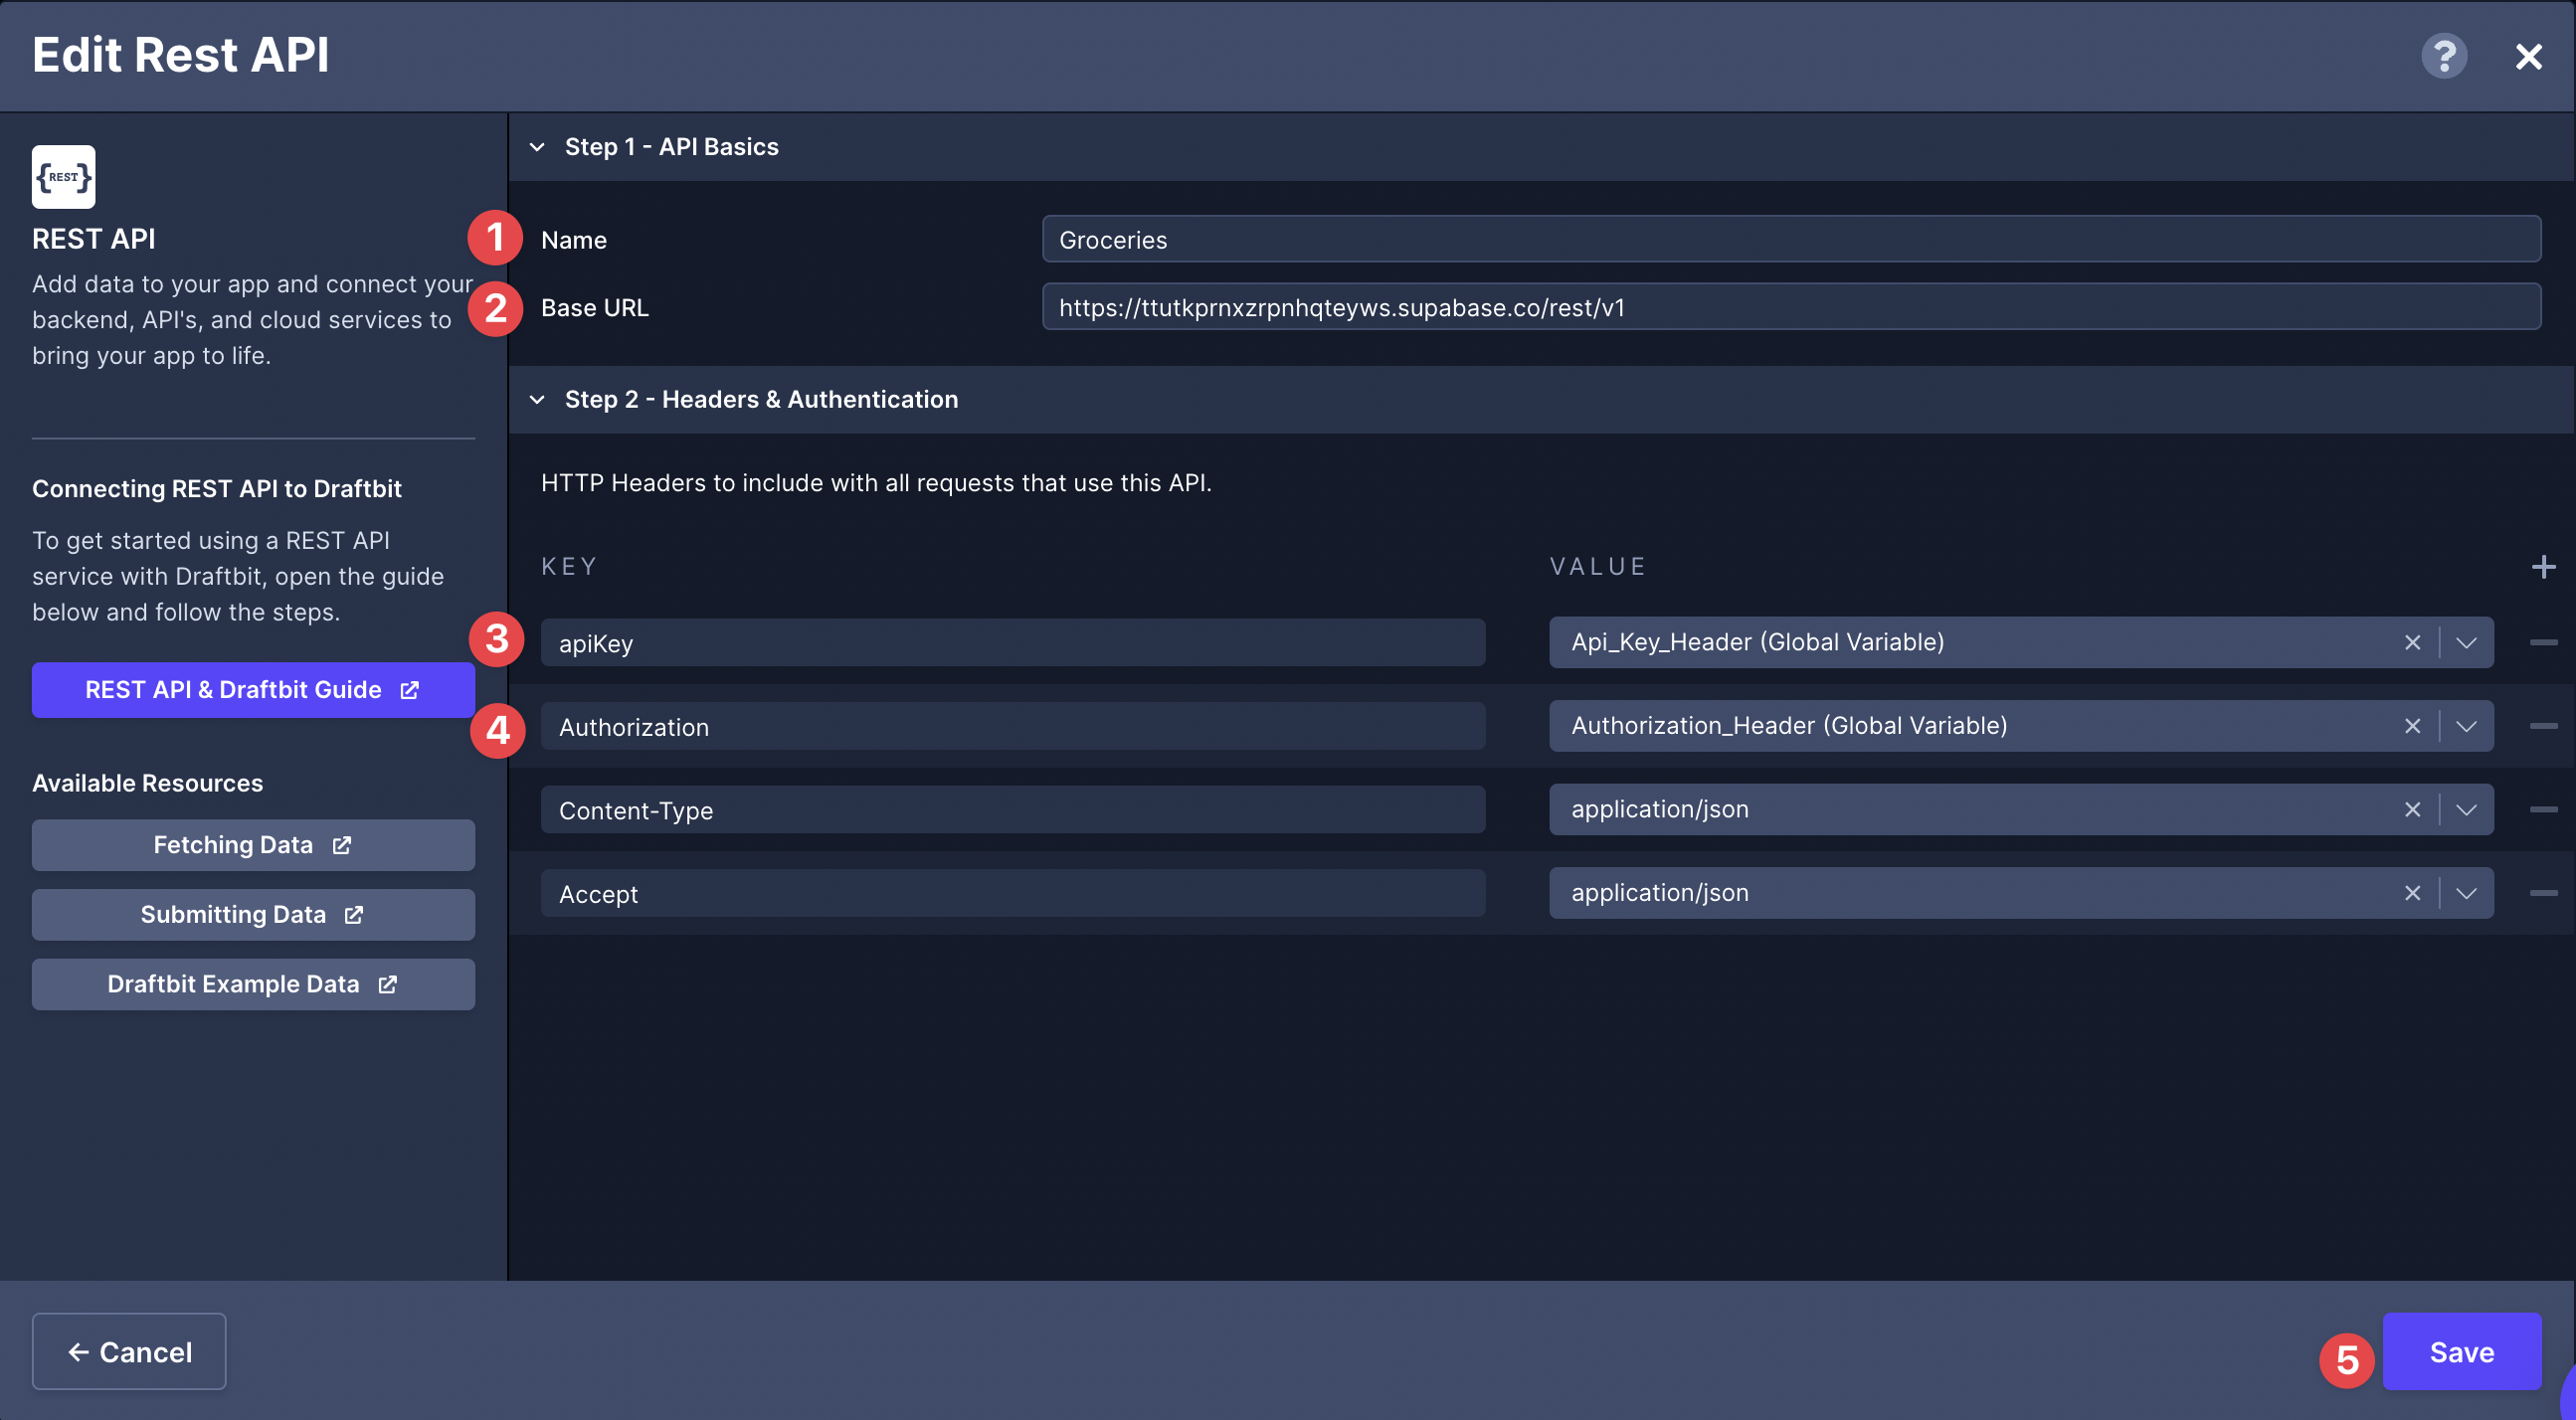 Edit Rest API
?
{REST}
REST API
Add data to your app and connect your
backend, API's, and cloud services to
bring your app to life.
Connecting REST API to Draftbit
To get started using a REST API
service with Draftbit, open the guide
below and follow the steps.
REST API & Draftbit Guide
Available Resources
Fetching Data
Submitting Data
Draftbit Example Data
Step 1 - API Basics
1 Name Groceries
2 Base URL https://ttutkprnxzrpnhqteyws.supabase.co/rest/v1
Step 2 - Headers & Authentication
HTTP Headers to include with all requests that use this API.
KEY VALUE
3 apiKey Api_Key_Header (Global Variable)
4 Authorization Authorization_Header (Global Variable)
Content-Type application/json
Accept application/json
← Cancel
5 Save